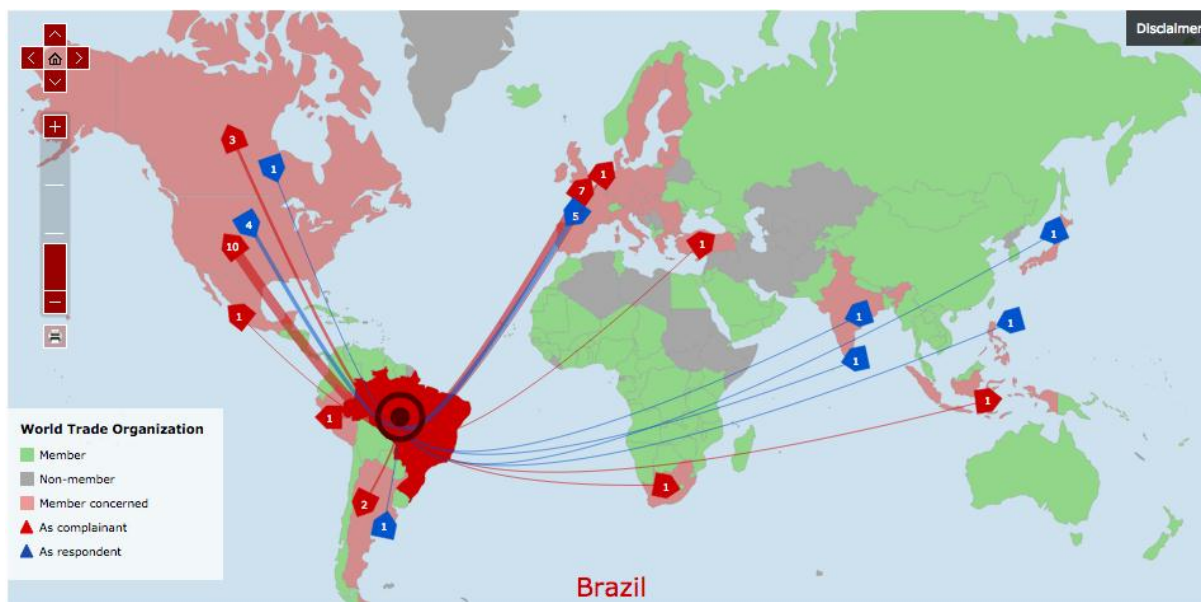 Disclaimer
3
1
1
7
4
5
10
1
1
1
1
1
1
1
1
1
2
1
1
World Trade Organization
Member
Non-member
Member concerned
As complainant
As respondent
Brazil